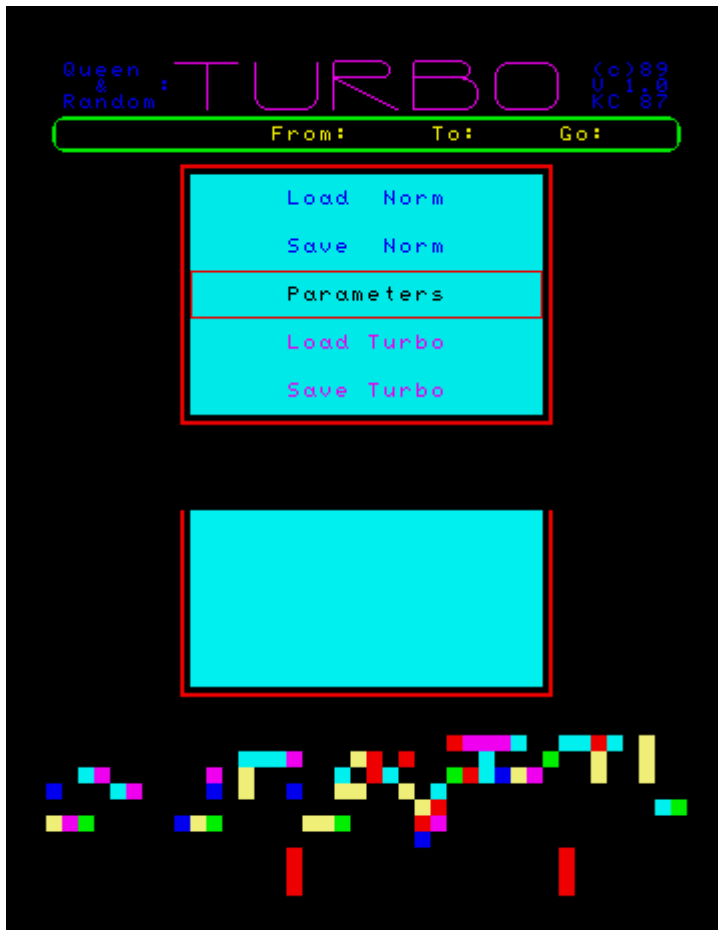 Queen
&
Random:
TURBO
(c)89
V 1.0
KC 87
From: To: Go:
Load Norm
Save Norm
Parameters
Load Turbo
Save Turbo